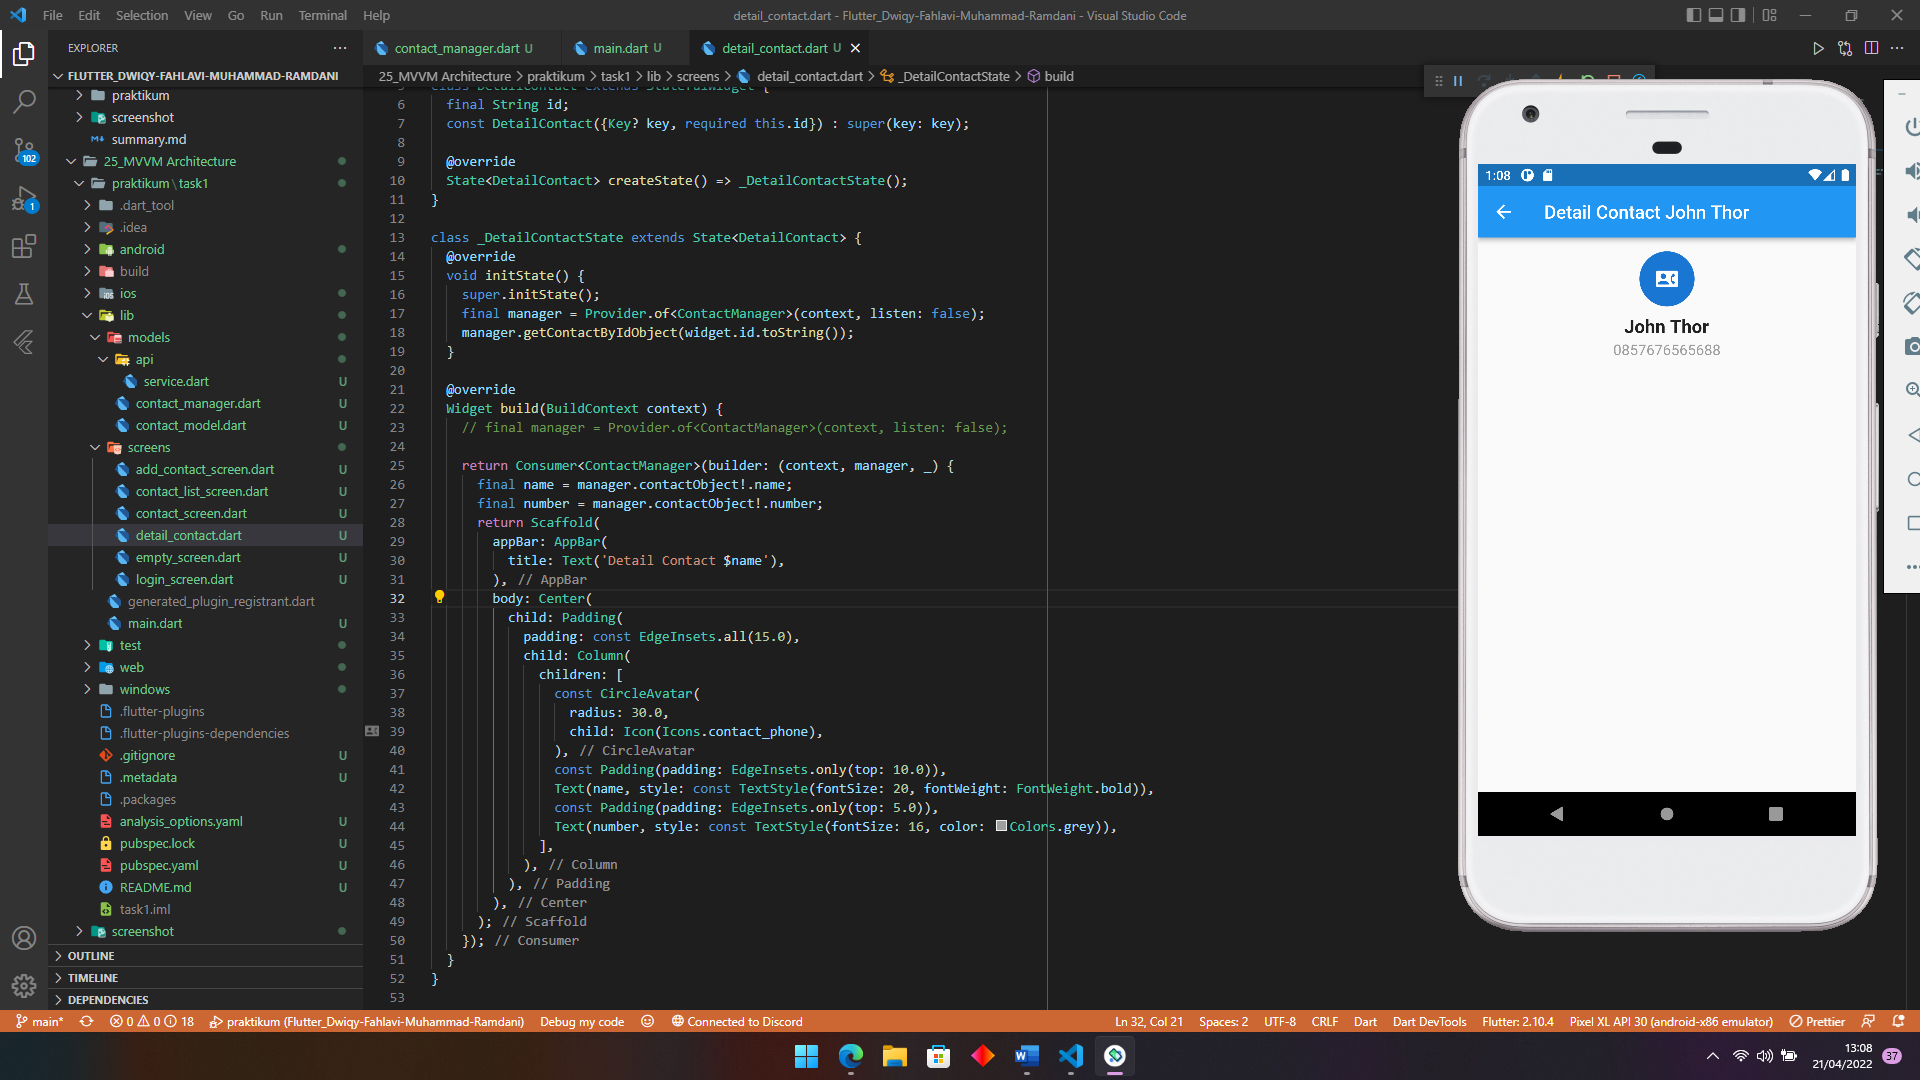 File Edit Selection View Go Run Terminal Help
detail_contact.dart - Flutter_Dwiqy-Fahlavi-Muhammad-Ramdani - Visual Studio Code
EXPLORER
FLUTTER_DWIQY-FAHLAVI-MUHAMMAD-RAMDANI
praktikum
screenshot
summary.md
25_MVVM Architecture
praktikum\task1
.dart_tool
.idea
android
build
ios
lib
models
api
service.dart U
contact_manager.dart U
contact_model.dart U
screens
add_contact_screen.dart U
contact_list_screen.dart U
contact_screen.dart U
detail_contact.dart U
empty_screen.dart U
login_screen.dart U
generated_plugin_registrant.dart
main.dart U
test
web
windows
.flutter-plugins
.flutter-plugins-dependencies
.gitignore U
.metadata U
.packages
analysis_options.yaml U
pubspec.lock U
pubspec.yaml U
README.md U
task1.iml
screenshot
OUTLINE
TIMELINE
DEPENDENCIES
102
1
contact_manager.dart U main.dart U detail_contact.dart U
25_MVVM Architecture > praktikum > task1 > lib > screens > detail_contact.dart > _DetailContactState > build
class DetailContact extends StatefulWidget {
6 final String id;
7 const DetailContact({Key? key, required this.id}) : super(key: key);
8
9 @override
10 State<DetailContact> createState() => _DetailContactState();
11 }
12
13 class _DetailContactState extends State<DetailContact> {
14 @override
15 void initState() {
16 super.initState();
17 final manager = Provider.of<ContactManager>(context, listen: false);
18 manager.getContactByIdObject(widget.id.toString());
19 }
20
21 @override
22 Widget build(BuildContext context) {
23 // final manager = Provider.of<ContactManager>(context, listen: false);
24
25 return Consumer<ContactManager>(builder: (context, manager, _) {
26 final name = manager.contactObject!.name;
27 final number = manager.contactObject!.number;
28 return Scaffold(
29 appBar: AppBar(
30 title: Text('Detail Contact $name'),
31 ), // AppBar
32 body: Center(
33 child: Padding(
34 padding: const EdgeInsets.all(15.0),
35 child: Column(
36 children: [
37 const CircleAvatar(
38 radius: 30.0,
39 child: Icon(Icons.contact_phone),
40 ), // CircleAvatar
41 const Padding(padding: EdgeInsets.only(top: 10.0)),
42 Text(name, style: const TextStyle(fontSize: 20, fontWeight: FontWeight.bold)),
43 const Padding(padding: EdgeInsets.only(top: 5.0)),
44 Text(number, style: const TextStyle(fontSize: 16, color: Colors.grey)),
45 ],
46 ), // Column
47 ), // Padding
48 ), // Center
49 ); // Scaffold
50 }); // Consumer
51 }
52 }
53
1:08
Detail Contact John Thor
John Thor
0857676565688
main* 0 0 18 praktikum (Flutter_Dwiqy-Fahlavi-Muhammad-Ramdani) Debug my code Connected to Discord
Ln 32, Col 21 Spaces: 2 UTF-8 CRLF Dart Dart DevTools Flutter: 2.10.4 Pixel XL API 30 (android-x86 emulator) Prettier
13:08
21/04/2022
37